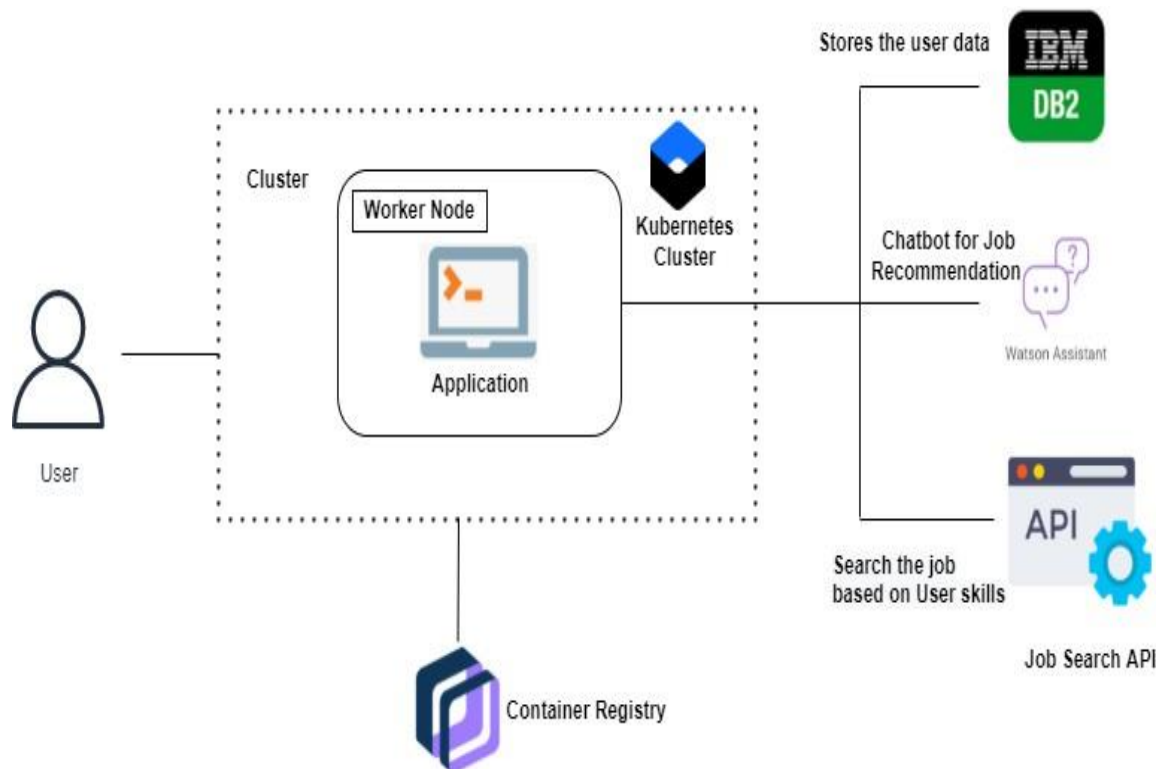 Stores the user data
IBM
DB2
Cluster
Worker Node
Kubernetes
Cluster
Application
Chatbot for Job
Recommendation
?
Watson Assistant
User
API
Search the job
based on User skills
Job Search API
Container Registry